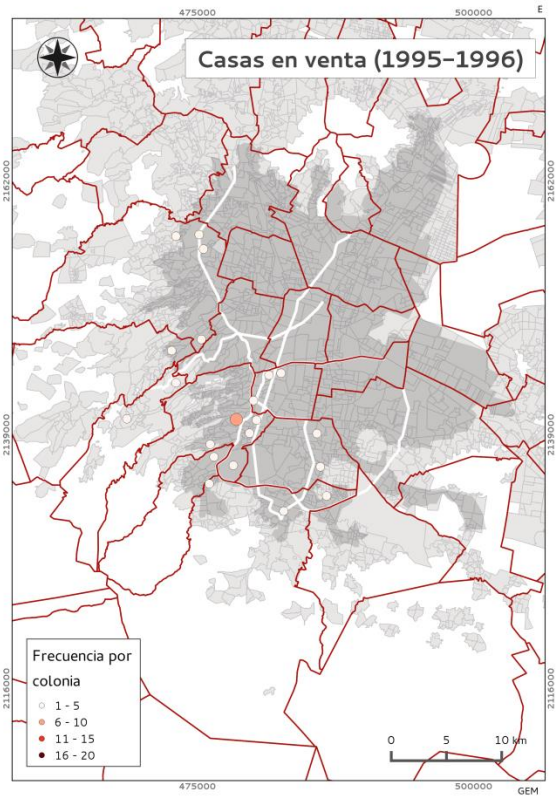 475000
500000
E
Casas en venta (1995–1996)
2162000
2162000
2139000
2139000
2116000
2116000
Frecuencia por
colonia
1 - 5
6 - 10
11 - 15
16 - 20
0 5 10 km
475000
500000
GEM